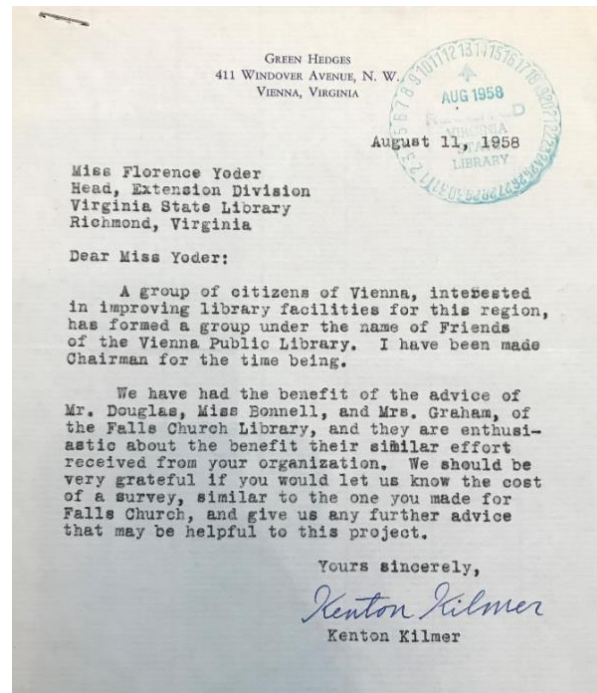 GREEN HEDGES
411 WINDOVER AVENUE, N. W.
VIENNA, VIRGINIA
AUG 1958
VIRGINIA
STATE
LIBRARY
August 11, 1958
Miss Florence Yoder
Head, Extension Division
Virginia State Library
Richmond, Virginia
Dear Miss Yoder:
A group of citizens of Vienna, interested
in improving library facilities for this region,
has formed a group under the name of Friends
of the Vienna Public Library. I have been made
Chairman for the time being.
We have had the benefit of the advice of
Mr. Douglas, Miss Bonnell, and Mrs. Graham, of
the Falls Church Library, and they are enthusi-
astic about the benefit their similar effort
received from your organization. We should be
very grateful if you would let us know the cost
of a survey, similar to the one you made for
Falls Church, and give us any further advice
that may be helpful to this project.
Yours sincerely,
Kenton Kilmer
Kenton Kilmer